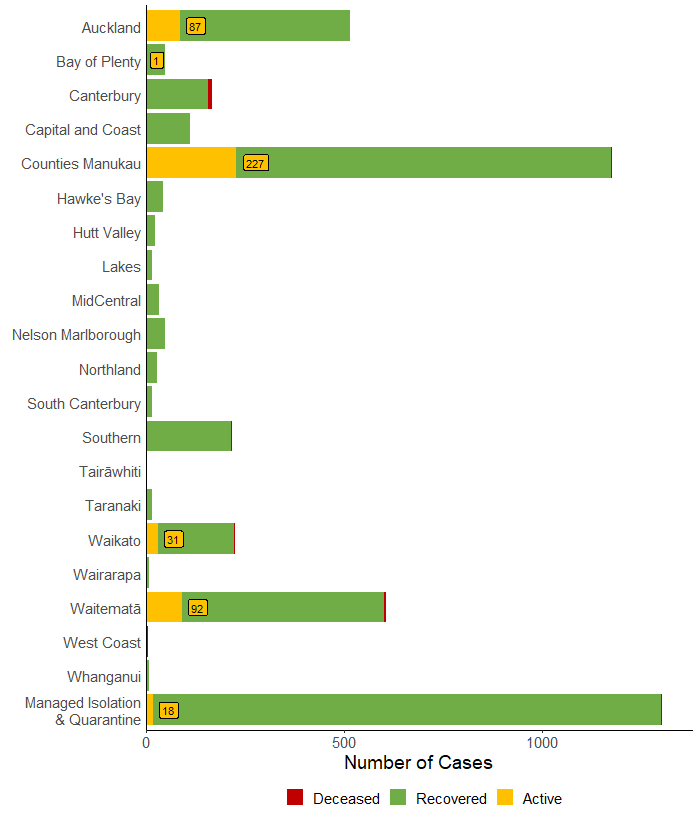 Auckland 87
Bay of Plenty 1
Canterbury
Capital and Coast
Counties Manukau 227
Hawke's Bay
Hutt Valley
Lakes
MidCentral
Nelson Marlborough
Northland
South Canterbury
Southern
Tairāwhiti
Taranaki
Waikato 31
Wairarapa
Waitematā 92
West Coast
Whanganui
Managed Isolation
& Quarantine 18
0 500 1000
Number of Cases
Deceased Recovered Active